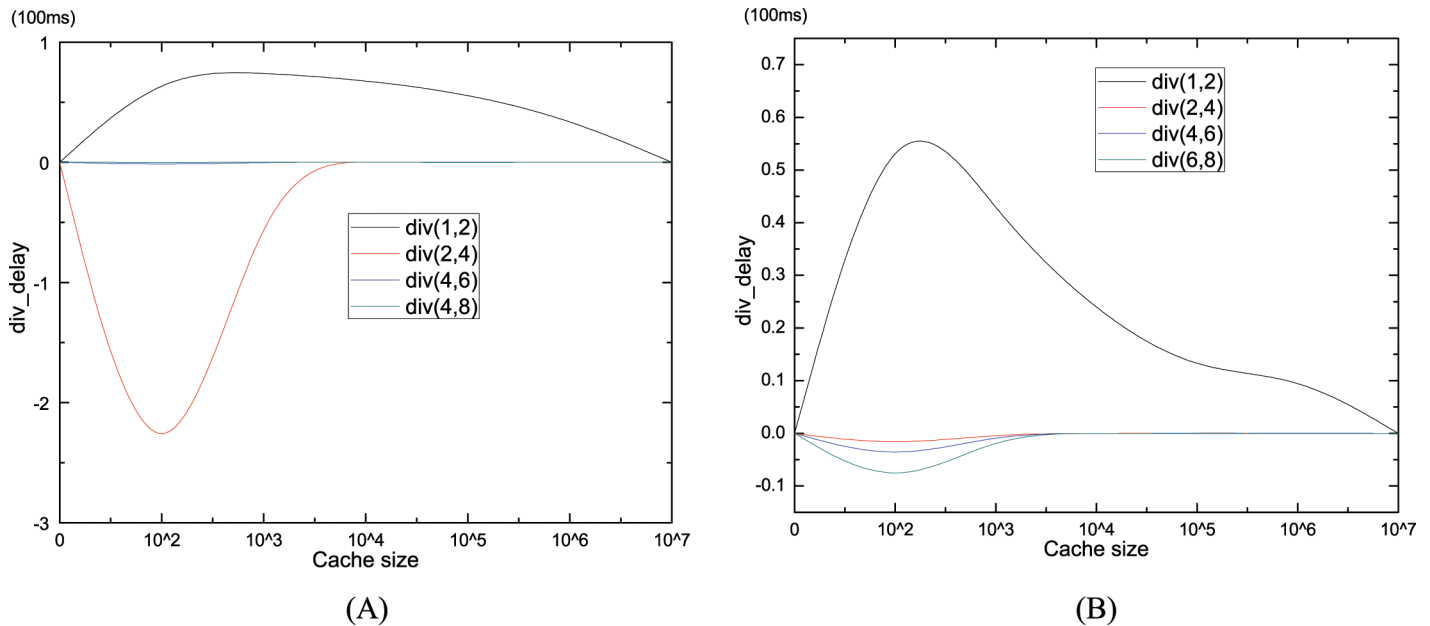 (100ms)
1
0
-1
-2
-3
div_delay
div(1,2)
div(2,4)
div(4,6)
div(4,8)
0 10^2 10^3 10^4 10^5 10^6 10^7
Cache size
(A)
(100ms)
0.7
0.6
0.5
0.4
0.3
0.2
0.1
0.0
-0.1
div_delay
div(1,2)
div(2,4)
div(4,6)
div(6,8)
0 10^2 10^3 10^4 10^5 10^6 10^7
Cache size
(B)